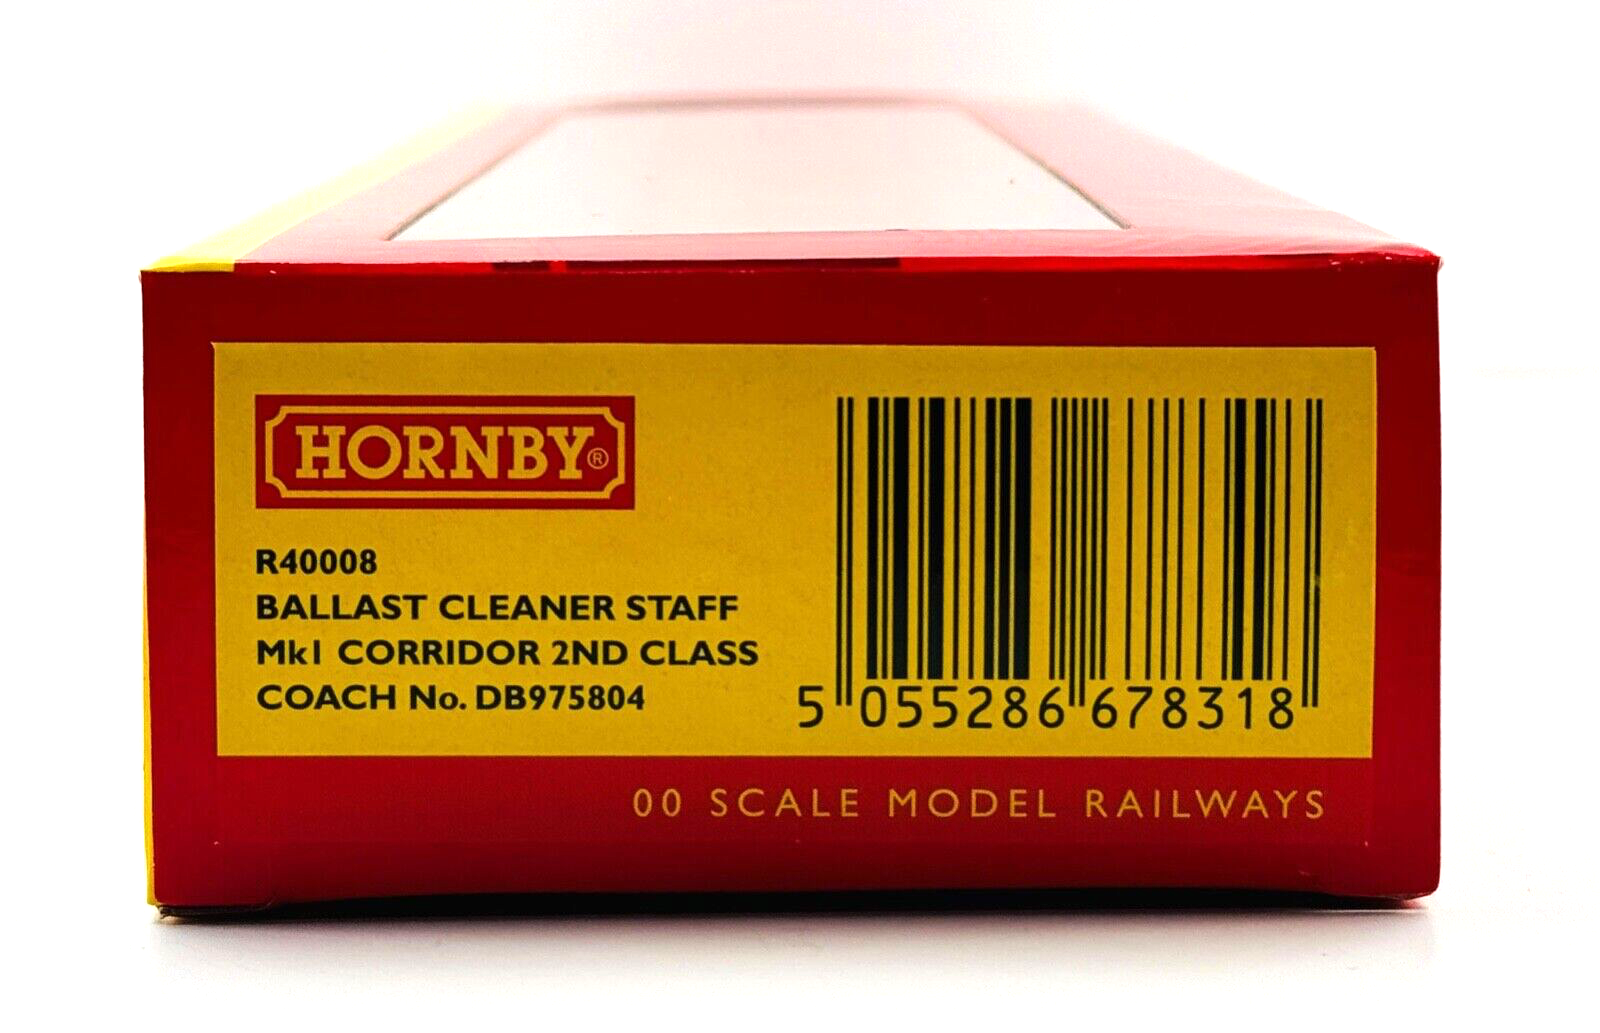 HORNBY®
R40008
BALLAST CLEANER STAFF
Mk1 CORRIDOR 2ND CLASS
COACH No. DB975804
5 055286 678318
00 SCALE MODEL RAILWAYS